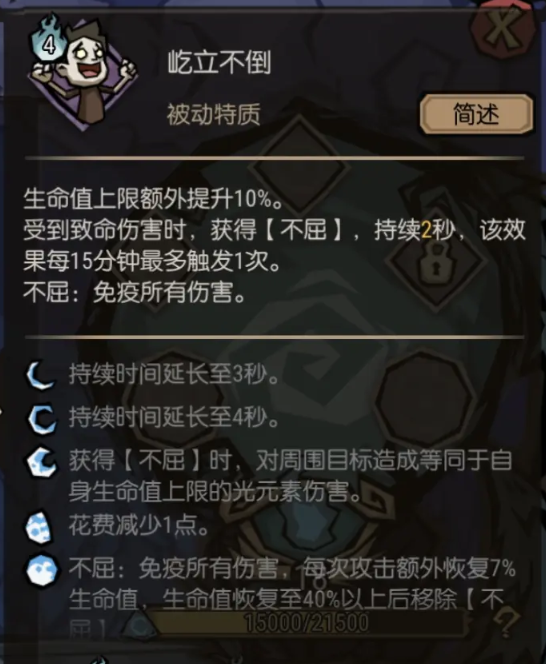 4
屹立不倒
被动特质
简述
生命值上限额外提升10%。
受到致命伤害时，获得【不屈】，持续2秒，该效
果每15分钟最多触发1次。
不屈：免疫所有伤害。
持续时间延长至3秒。
持续时间延长至4秒。
获得【不屈】时，对周围目标造成等同于自
身生命值上限的光元素伤害。
花费减少1点。
不屈：免疫所有伤害，每次攻击额外恢复7%
18
生命值，生命值恢复至40%以上后移除【不
屈】
15000/21500
?